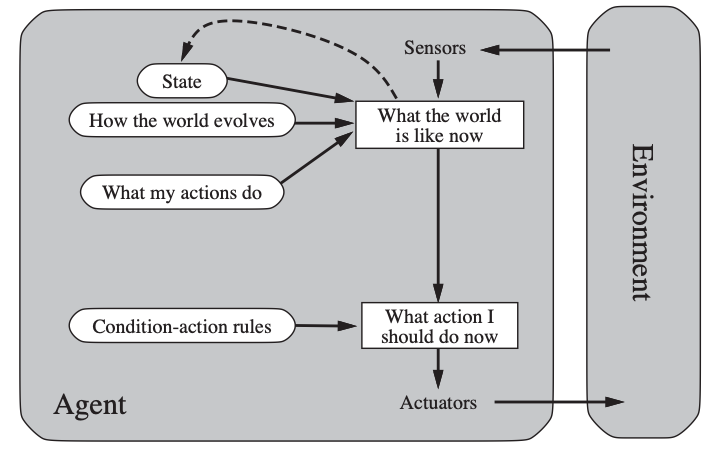 Sensors
State
How the world evolves
What the world
is like now
What my actions do
Environment
Condition-action rules
What action I
should do now
Agent
Actuators